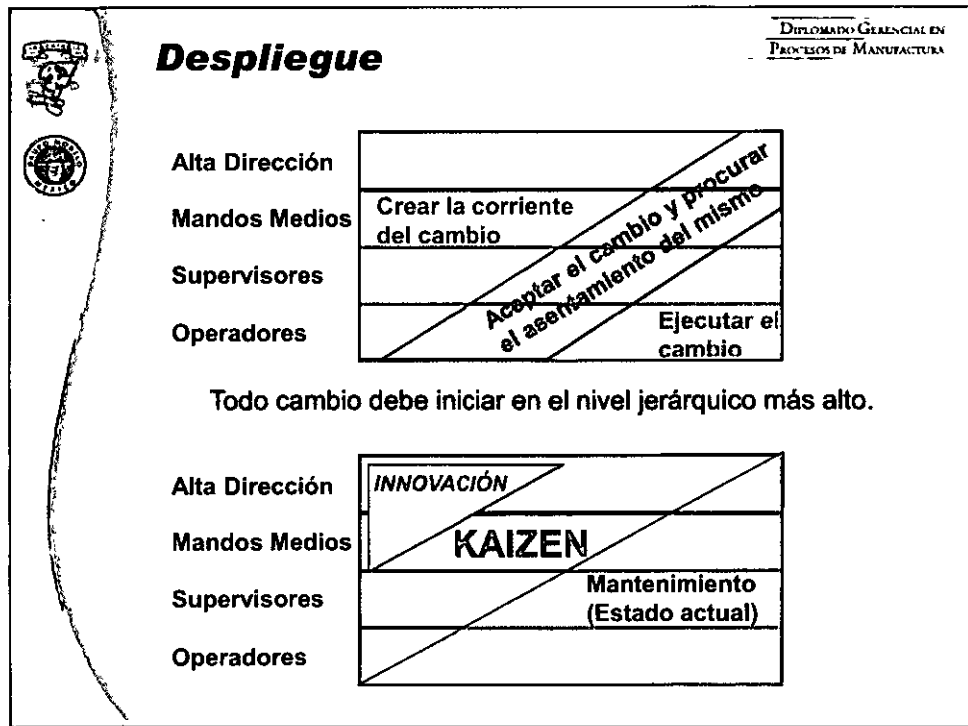 Despliegue
DIPLOMADO GERENCIAL EN
PROCESOS DE MANUFACTURA
Alta Dirección
Mandos Medios
Supervisores
Operadores
Crear la corriente
del cambio
Aceptar el cambio y procurar
el asentamiento del mismo
Ejecutar el
cambio
Todo cambio debe iniciar en el nivel jerárquico más alto.
Alta Dirección
Mandos Medios
Supervisores
Operadores
INNOVACIÓN
KAIZEN
Mantenimiento
(Estado actual)